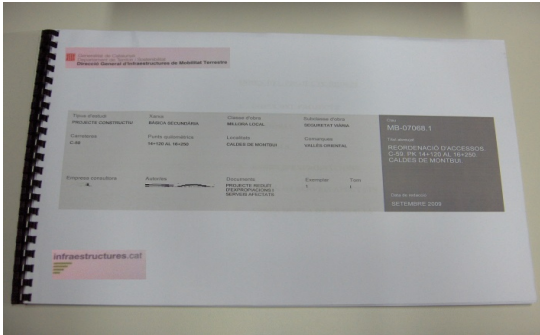 Generalitat de Catalunya
Direcció General d'Infraestructures de Mobilitat Terrestre
Tipus d'estudi
PROJECTE CONSTRUCTIU
Xarxa
BÀSICA SECUNDÀRIA
Classe d'obra
MILLORA LOCAL
Subclasse d'obra
SEGURETAT VIÀRIA
Clau
MB-07068.1
Carreteres
C-59
Punts quilomètrics
14+120 AL 16+250
Localitats
CALDES DE MONTBUI
Comarques
VALLÈS ORIENTAL
REORDENACIÓ D'ACCESSOS.
C-59. PK 14+120 AL 16+250
CALDES DE MONTBUI
Empresa consultora
Autor/rs
Documents
PROJECTE REDUÏT
D'EXPROPIACIONS I
SERVEIS AFECTATS
Exemplar
1
Tom
1
Data de redacció
SETEMBRE 2009
infraestructures.cat